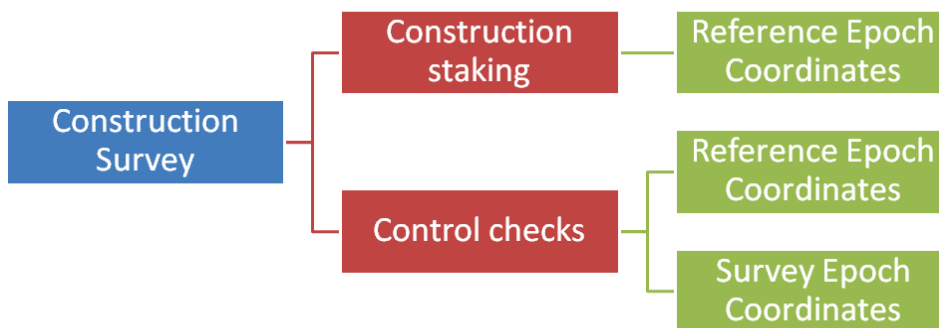 Construction
Survey
Construction
staking
Reference Epoch
Coordinates
Control checks
Reference Epoch
Coordinates
Survey Epoch
Coordinates